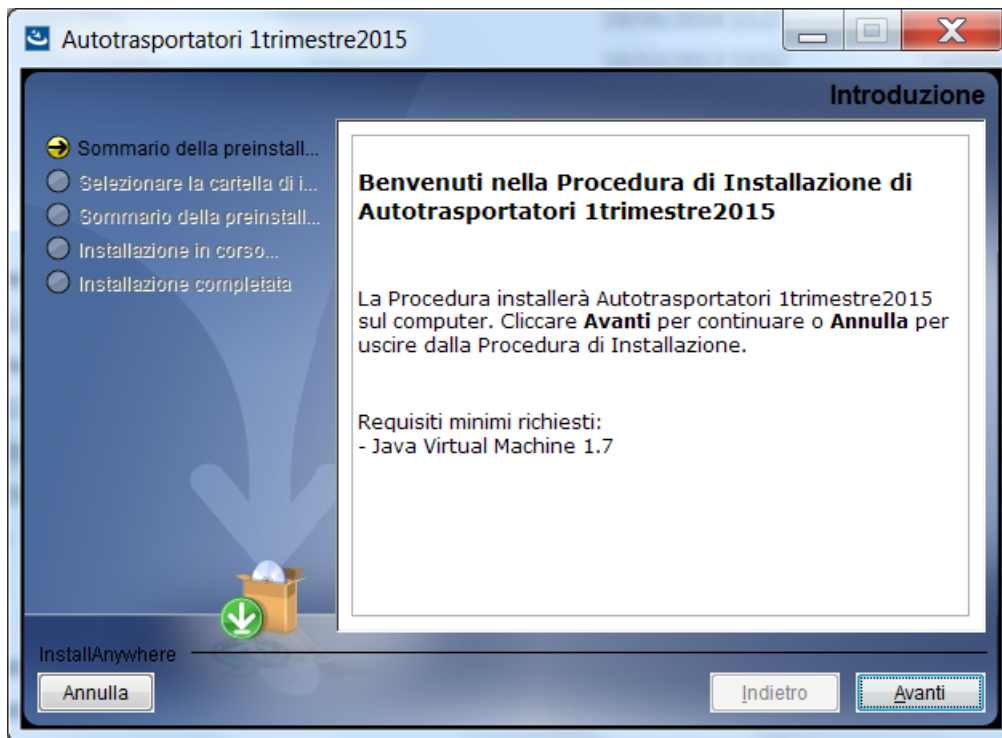 Autotrasportatori 1trimestre2015
Introduzione
Sommario della preinstall...
Selezionare la cartella di i...
Sommario della preinstall...
Installazione in corso...
Installazione completata
Benvenuti nella Procedura di Installazione di
Autotrasportatori 1trimestre2015
La Procedura installerà Autotrasportatori 1trimestre2015
sul computer. Cliccare Avanti per continuare o Annulla per
uscire dalla Procedura di Installazione.
Requisiti minimi richiesti:
- Java Virtual Machine 1.7
InstallAnywhere
Annulla
Indietro
Avanti